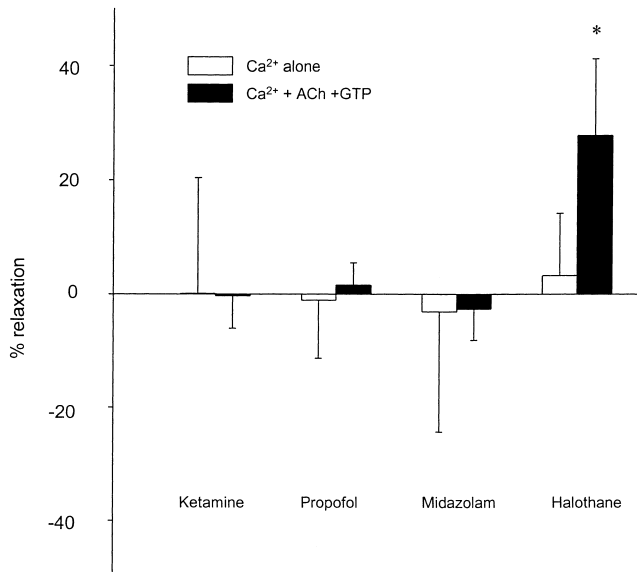 *
40
Ca²⁺ alone
Ca²⁺ + ACh +GTP
20
% relaxation
0
-20
Ketamine Propofol Midazolam Halothane
-40